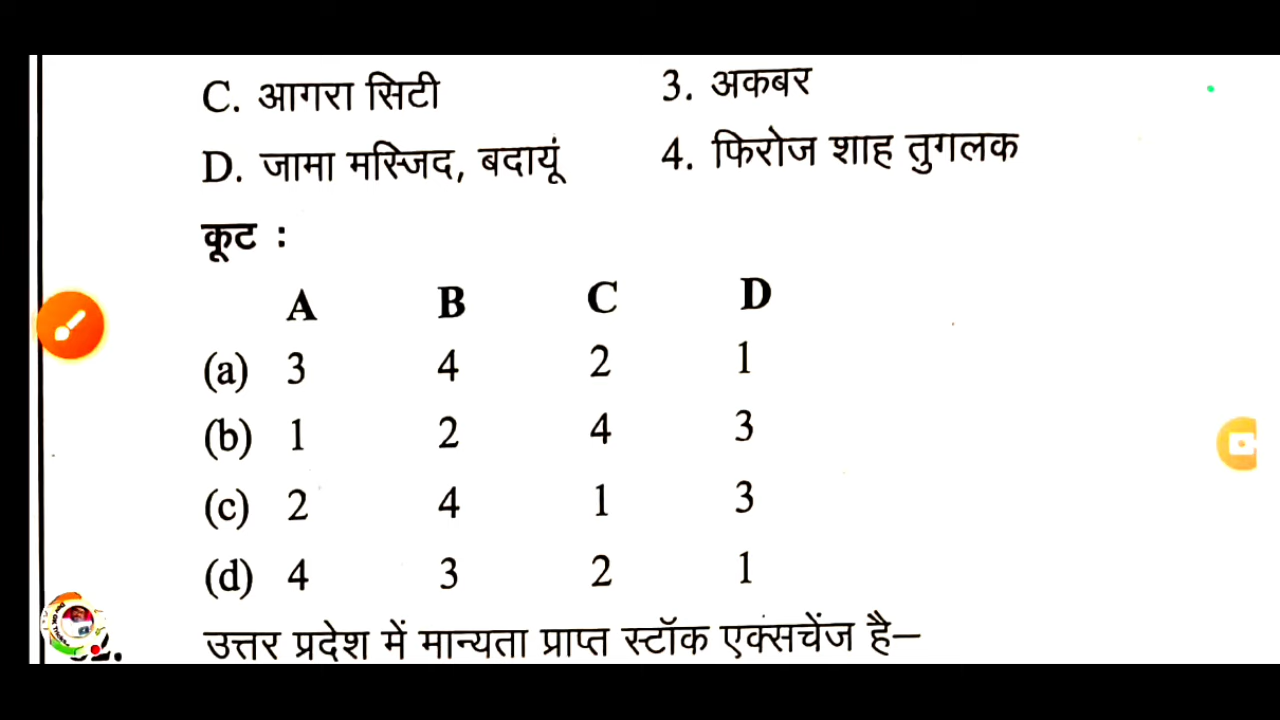 C. आगरा सिटी 3. अकबर
D. जामा मस्जिद, बदायूं 4. फिरोज शाह तुगलक
कूट :
A B C D
(a) 3 4 2 1
(b) 1 2 4 3
(c) 2 4 1 3
(d) 4 3 2 1
उत्तर प्रदेश में मान्यता प्राप्त स्टॉक एक्सचेंज है–